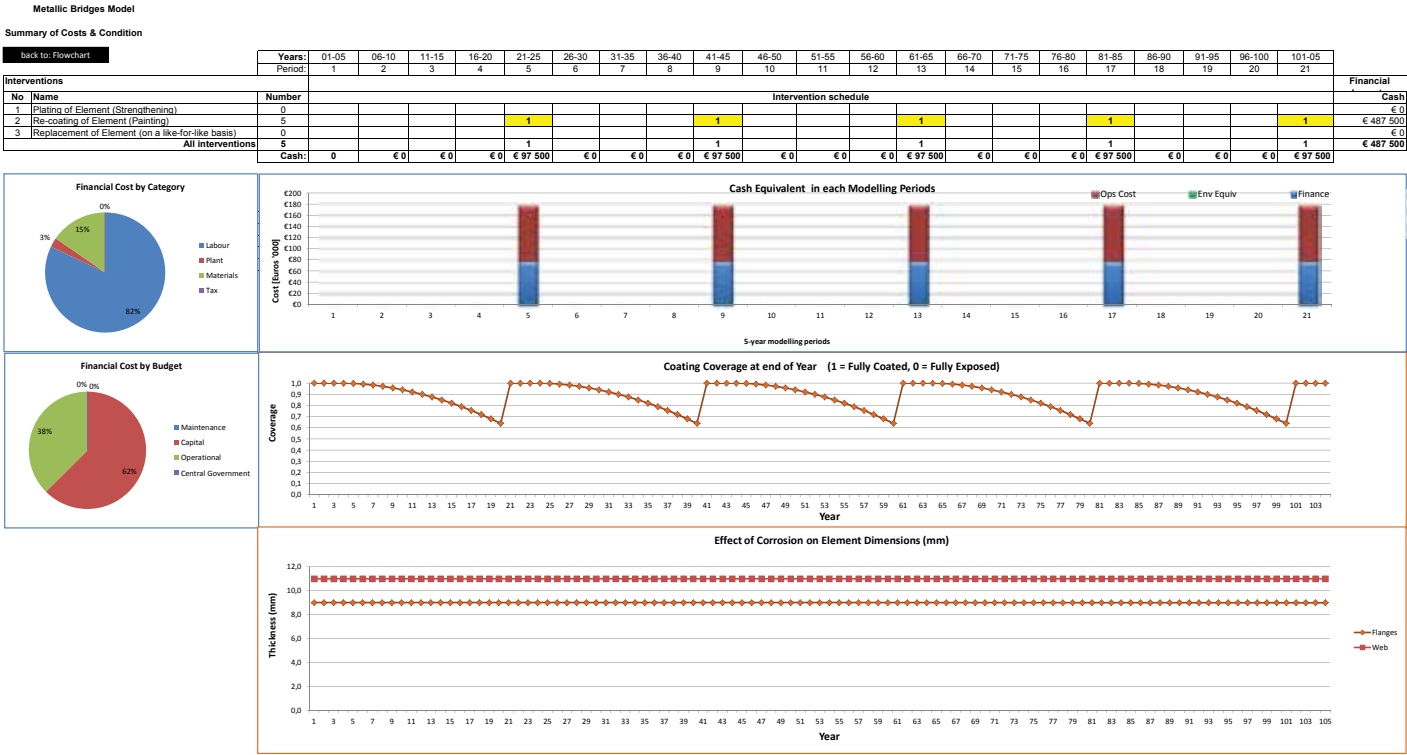 Metallic Bridges Model
Summary of Costs & Condition
back to: Flowchart
Years: 01-05 06-10 11-15 16-20 21-25 26-30 31-35 36-40 41-45 46-50 51-55 56-60 61-65 66-70 71-75 76-80 81-85 86-90 91-95 96-100 101-05
Period: 1 2 3 4 5 6 7 8 9 10 11 12 13 14 15 16 17 18 19 20 21
Interventions Financial
No Name Number Intervention schedule Cash
1 Plating of Element (Strengthening) 0 € 0
2 Re-coating of Element (Painting) 5 1 1 1 1 1 € 487 500
3 Replacement of Element (on a like-for-like basis) 0 € 0
All interventions 5 1 1 1 1 1 € 487 500
Cash: 0 € 0 € 0 € 0 € 97 500 € 0 € 0 € 0 € 97 500 € 0 € 0 € 0 € 97 500 € 0 € 0 € 0 € 97 500 € 0 € 0 € 0 € 97 500
Financial Cost by Category
0%
3%
15%
82%
Labour
Plant
Materials
Tax
Cash Equivalent in each Modelling Periods
Ops Cost Env Equiv Finance
Cost [Euros '000]
€200
€180
€160
€140
€120
€100
€80
€60
€40
€20
€0
1 2 3 4 5 6 7 8 9 10 11 12 13 14 15 16 17 18 19 20 21
5-year modelling periods
Financial Cost by Budget
0% 0%
38%
62%
Maintenance
Capital
Operational
Central Government
Coating Coverage at end of Year (1 = Fully Coated, 0 = Fully Exposed)
Coverage
1,0
0,9
0,8
0,7
0,6
0,5
0,4
0,3
0,2
0,1
0,0
1 3 5 7 9 11 13 15 17 19 21 23 25 27 29 31 33 35 37 39 41 43 45 47 49 51 53 55 57 59 61 63 65 67 69 71 73 75 77 79 81 83 85 87 89 91 93 95 97 99 101 103
Year
Effect of Corrosion on Element Dimensions (mm)
Thickness (mm)
12,0
10,0
8,0
6,0
4,0
2,0
0,0
1 3 5 7 9 11 13 15 17 19 21 23 25 27 29 31 33 35 37 39 41 43 45 47 49 51 53 55 57 59 61 63 65 67 69 71 73 75 77 79 81 83 85 87 89 91 93 95 97 99 101 103 105
Year
Flanges
Web